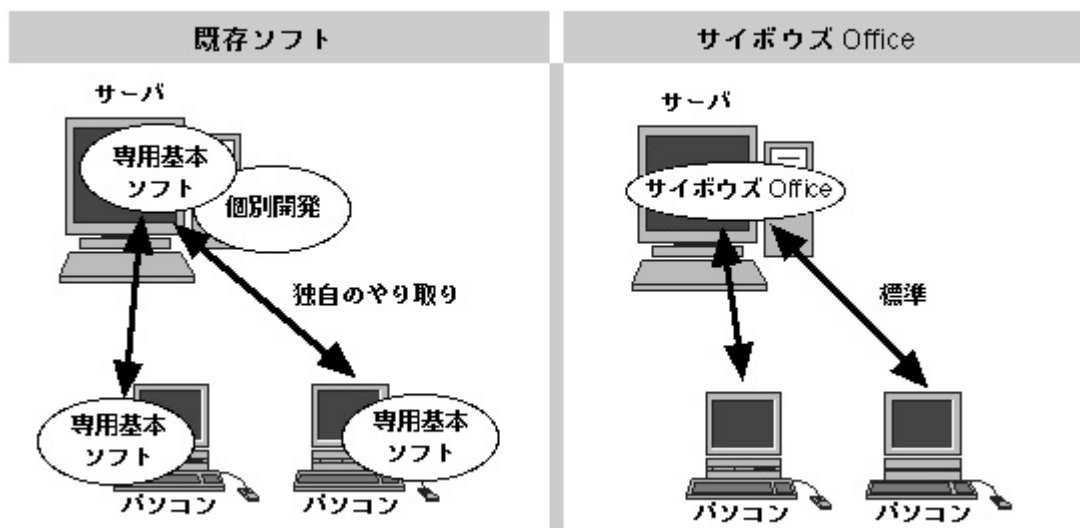 既存ソフト
サーバ
専用基本
ソフト
個別開発
独自のやり取り
専用基本
ソフト
パソコン
専用基本
ソフト
パソコン
サイボウズ Office
サーバ
サイボウズ Office
標準
パソコン
パソコン